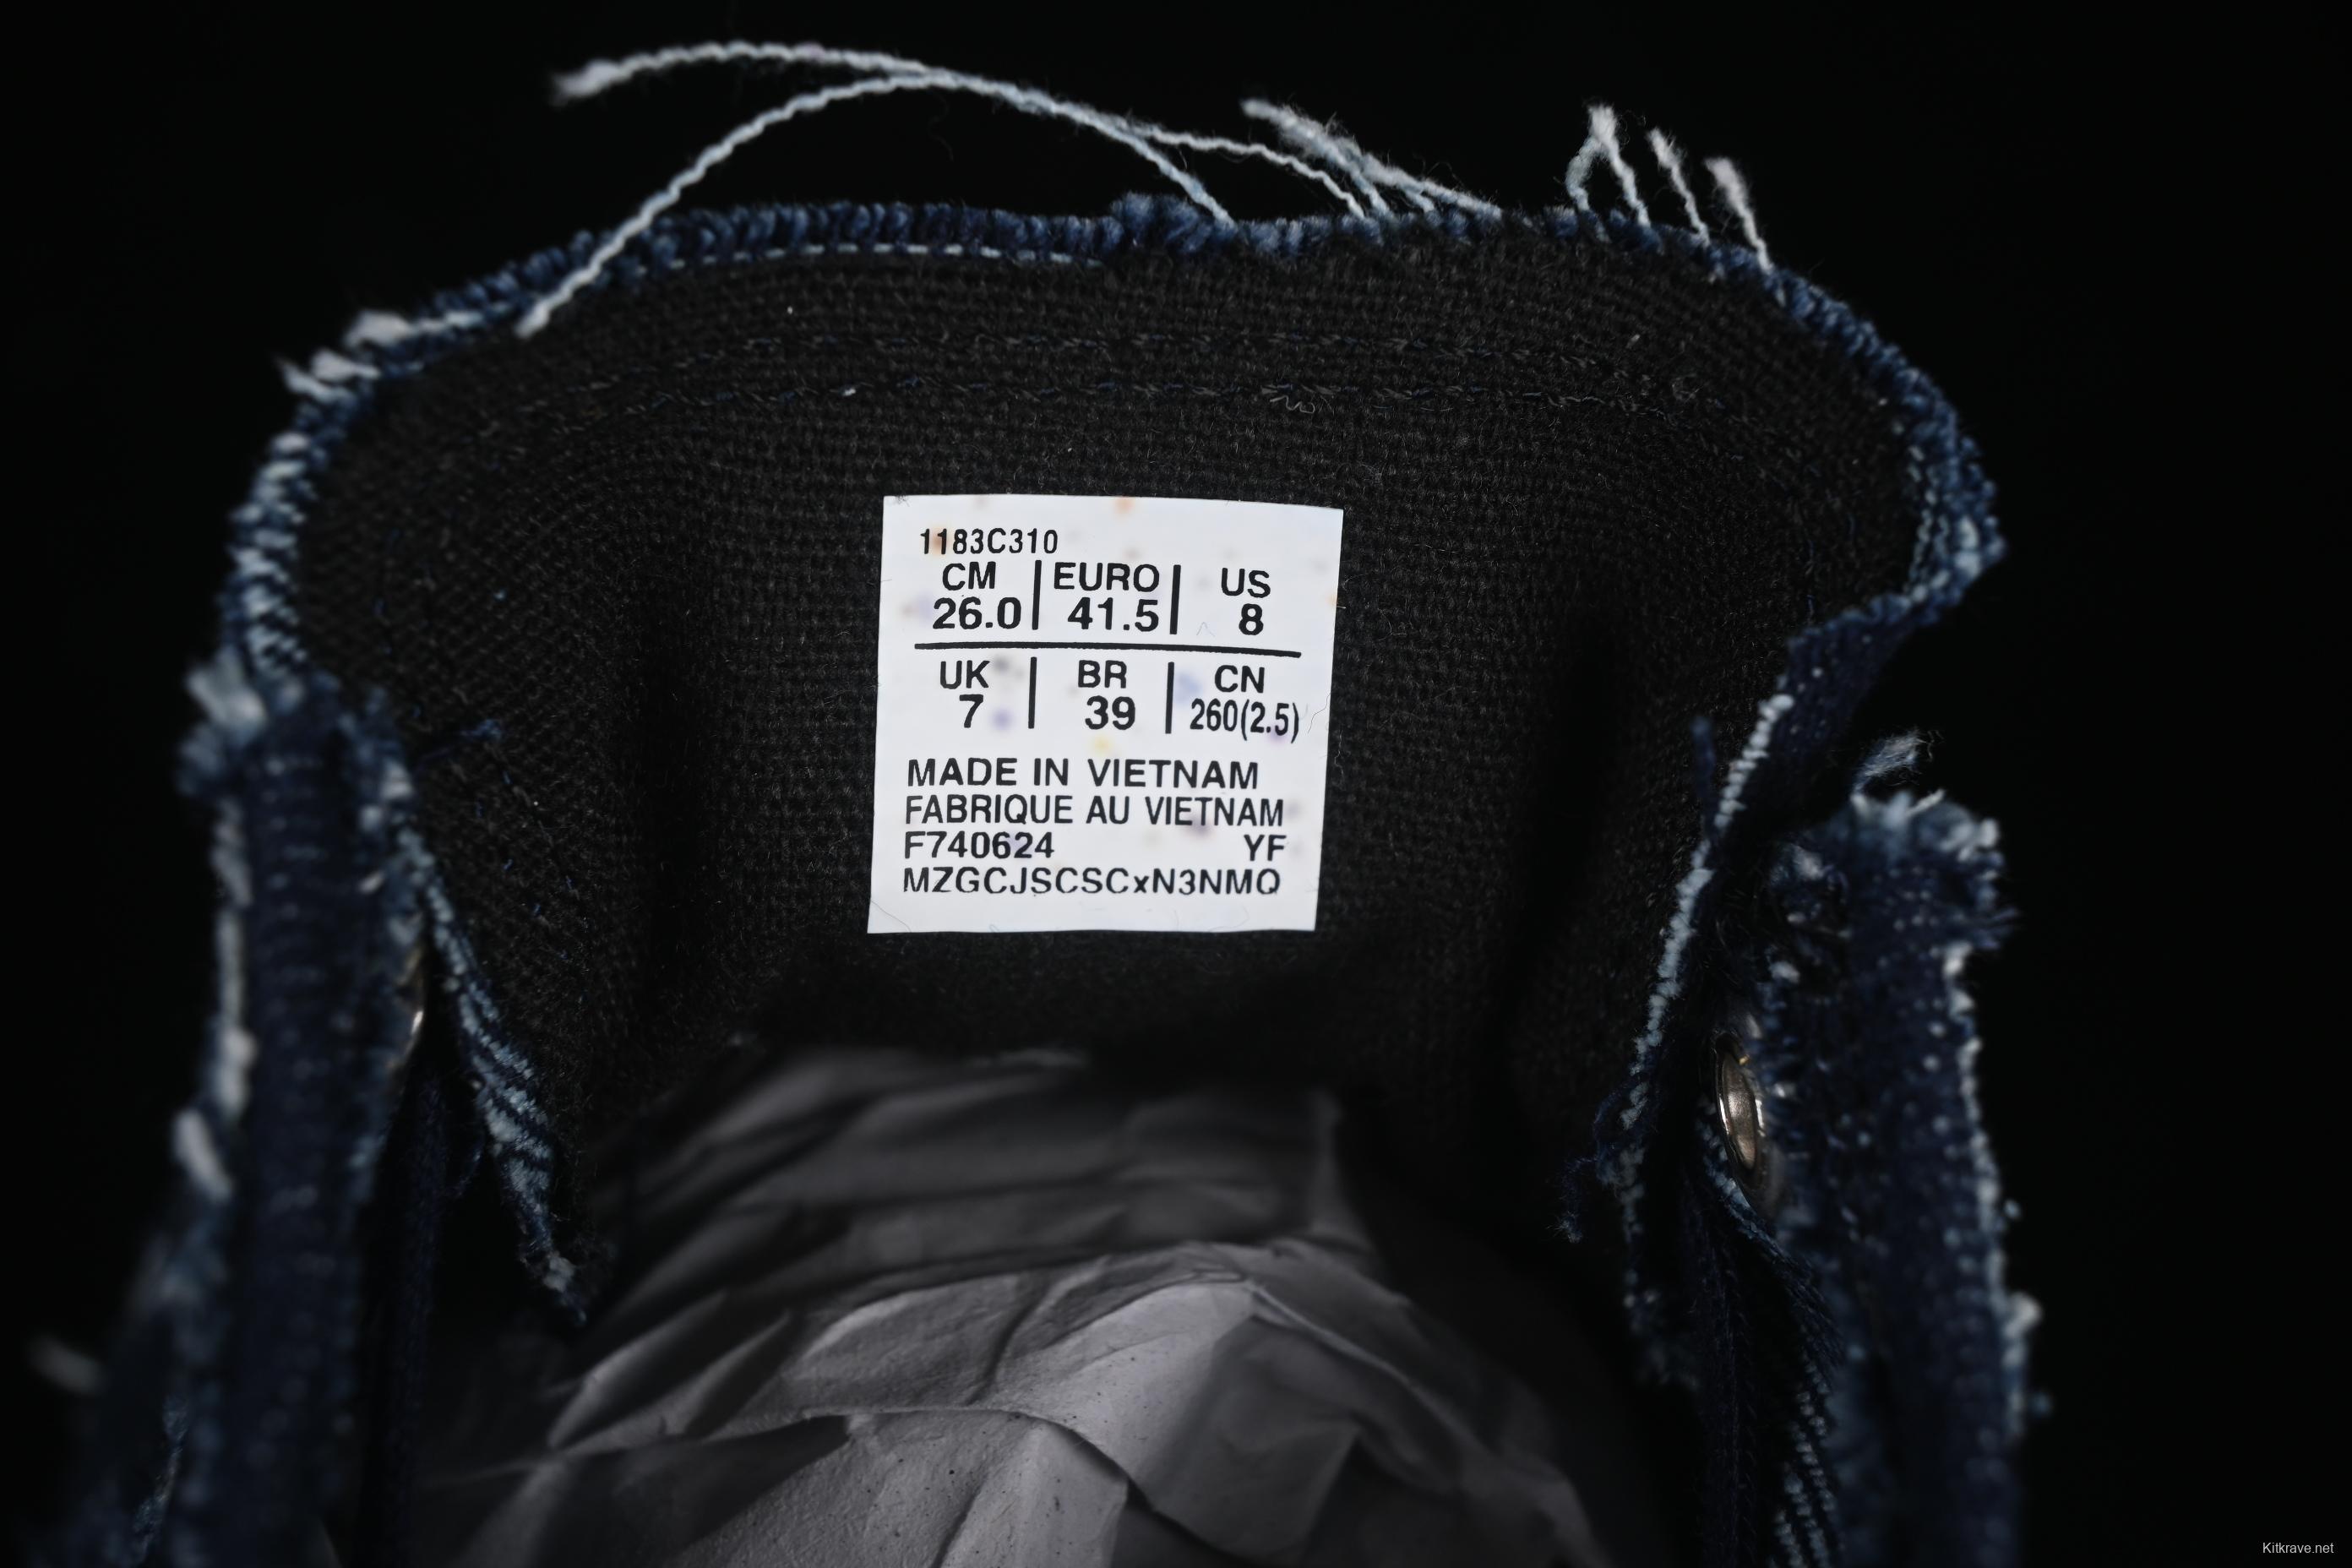 1183C310
CM | EURO | US
26.0 | 41.5 | 8
UK | BR | CN
7 | 39 | 260(2.5)
MADE IN VIETNAM
FABRIQUE AU VIETNAM
F740624 YF
MZGCJSCSCxN3NMQ
Kitkrave.net